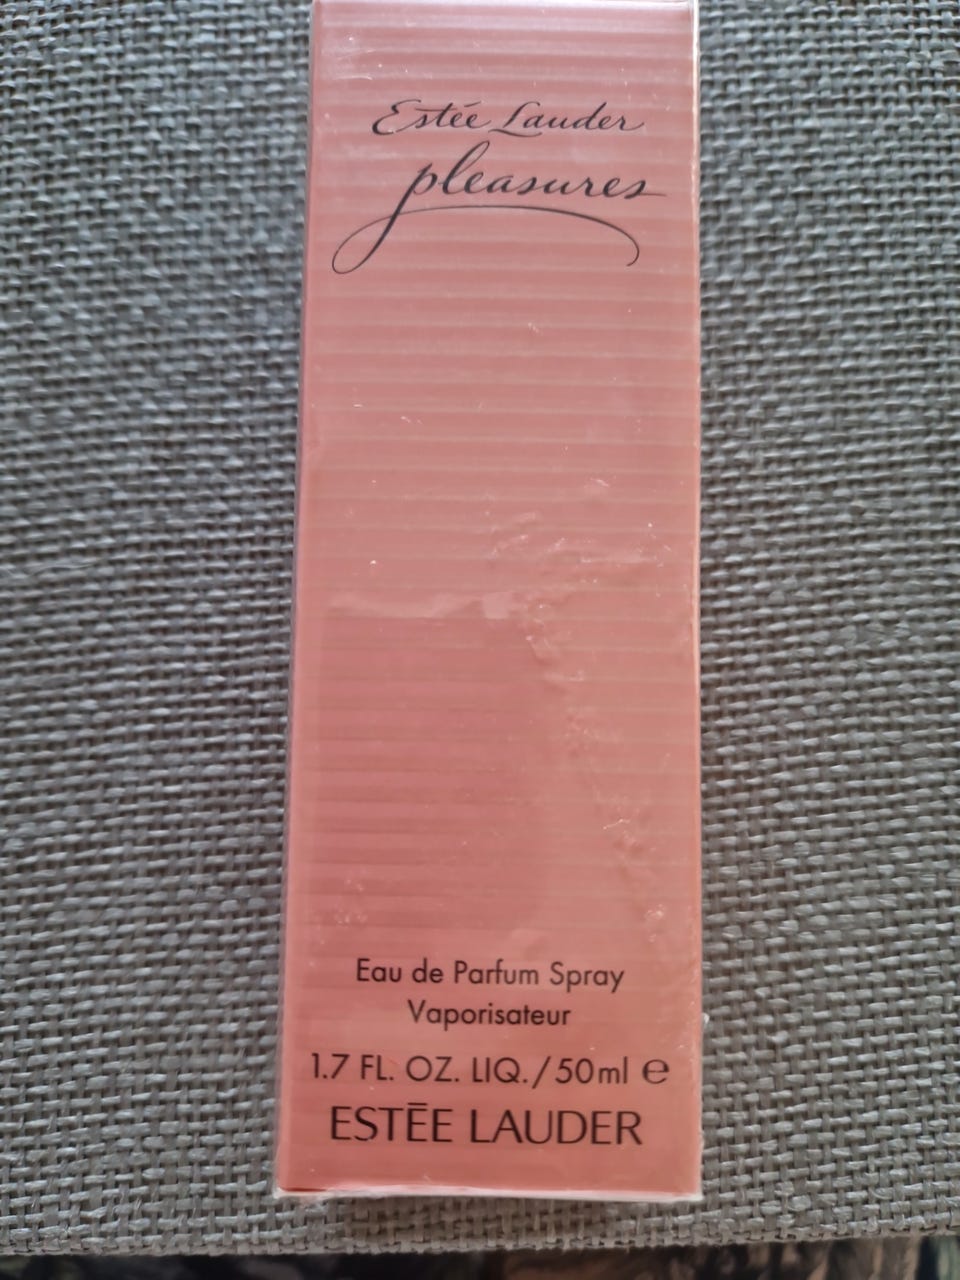 Estée Lauder
pleasures
Eau de Parfum Spray
Vaporisateur
1.7 FL. OZ. LIQ./50ml ℮
ESTĒE LAUDER